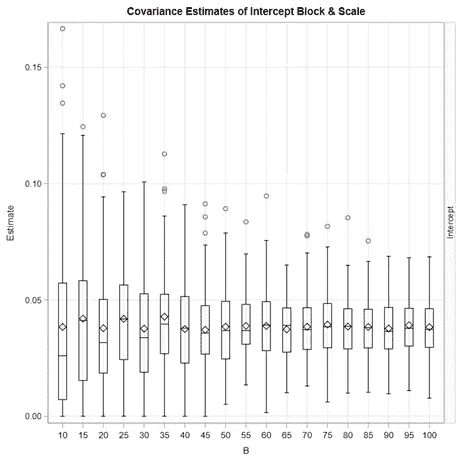 Covariance Estimates of Intercept Block & Scale
0.15
0.10
0.05
0.00
Estimate
Intercept
10 15 20 25 30 35 40 45 50 55 60 65 70 75 80 85 90 95 100
B